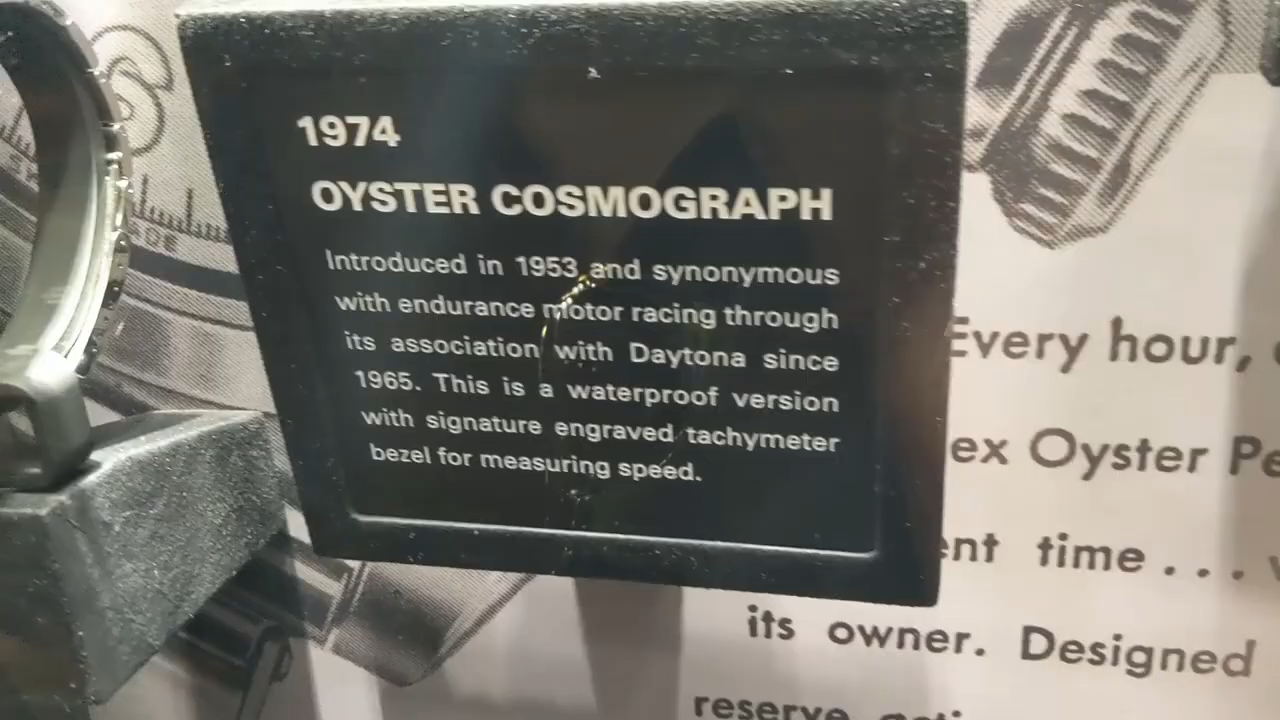 1974
OYSTER COSMOGRAPH
Introduced in 1953 and synonymous
with endurance motor racing through
its association with Daytona since
1965. This is a waterproof version
with signature engraved tachymeter
bezel for measuring speed.
Every hour,
ex Oyster Pe
ent time . . .
its owner. Designed
reserve